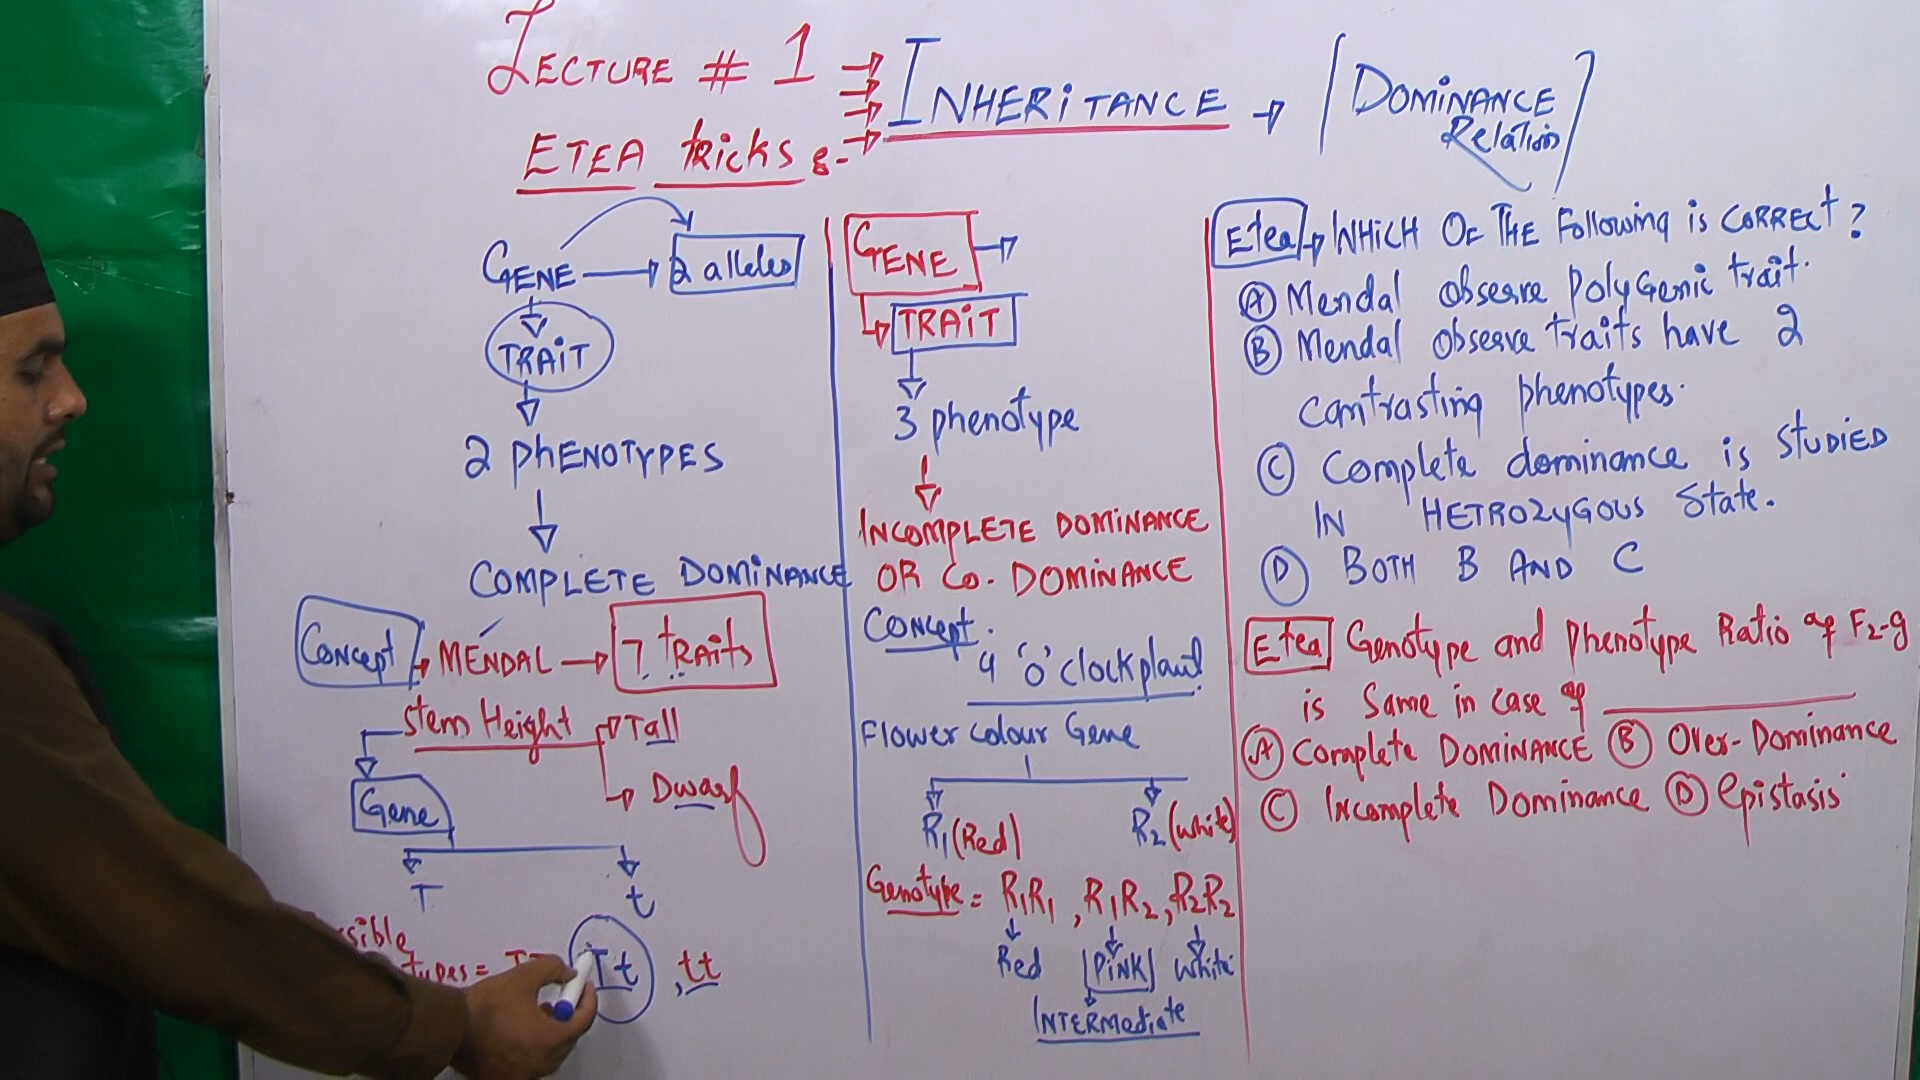 LECTURE # 1
ETEA tricks :-
INHERITANCE → [DOMINANCE
Relation]
GENE → 2 alleles
TRAIT
2 PhENOTYPES
COMPLETE DOMINANCE
Concept → MENDAL → 7 tRAits
Stem Height → Tall
→ Dwarf
Gene
T t
ssible
types = Tt, tt
GENE →
TRAiT
3 phenotype
INCOMPLETE DOMINANCE
OR Co-DOMINANCE
Concept:
4 'O' clock plant
Flower colour Gene
R1 (Red) R2 (white)
Genotype = R1R1, R1R2, R2R2
Red [PiNK] white
INTERMediate
Etea → WHICH OF THE Following is CORRECT?
Ⓐ Mendal observe PolyGenic trait.
Ⓑ Mendal observe traits have 2
contrasting phenotypes.
Ⓒ Complete dominance is STUDIED
IN HETROZYGOUS State.
Ⓓ BOTH B AND C
Etea Genotype and Phenotype Ratio of F2-g
is Same in case of ________
Ⓐ Complete DOMINANCE Ⓑ Over-Dominance
Ⓒ Incomplete Dominance Ⓓ epistasis